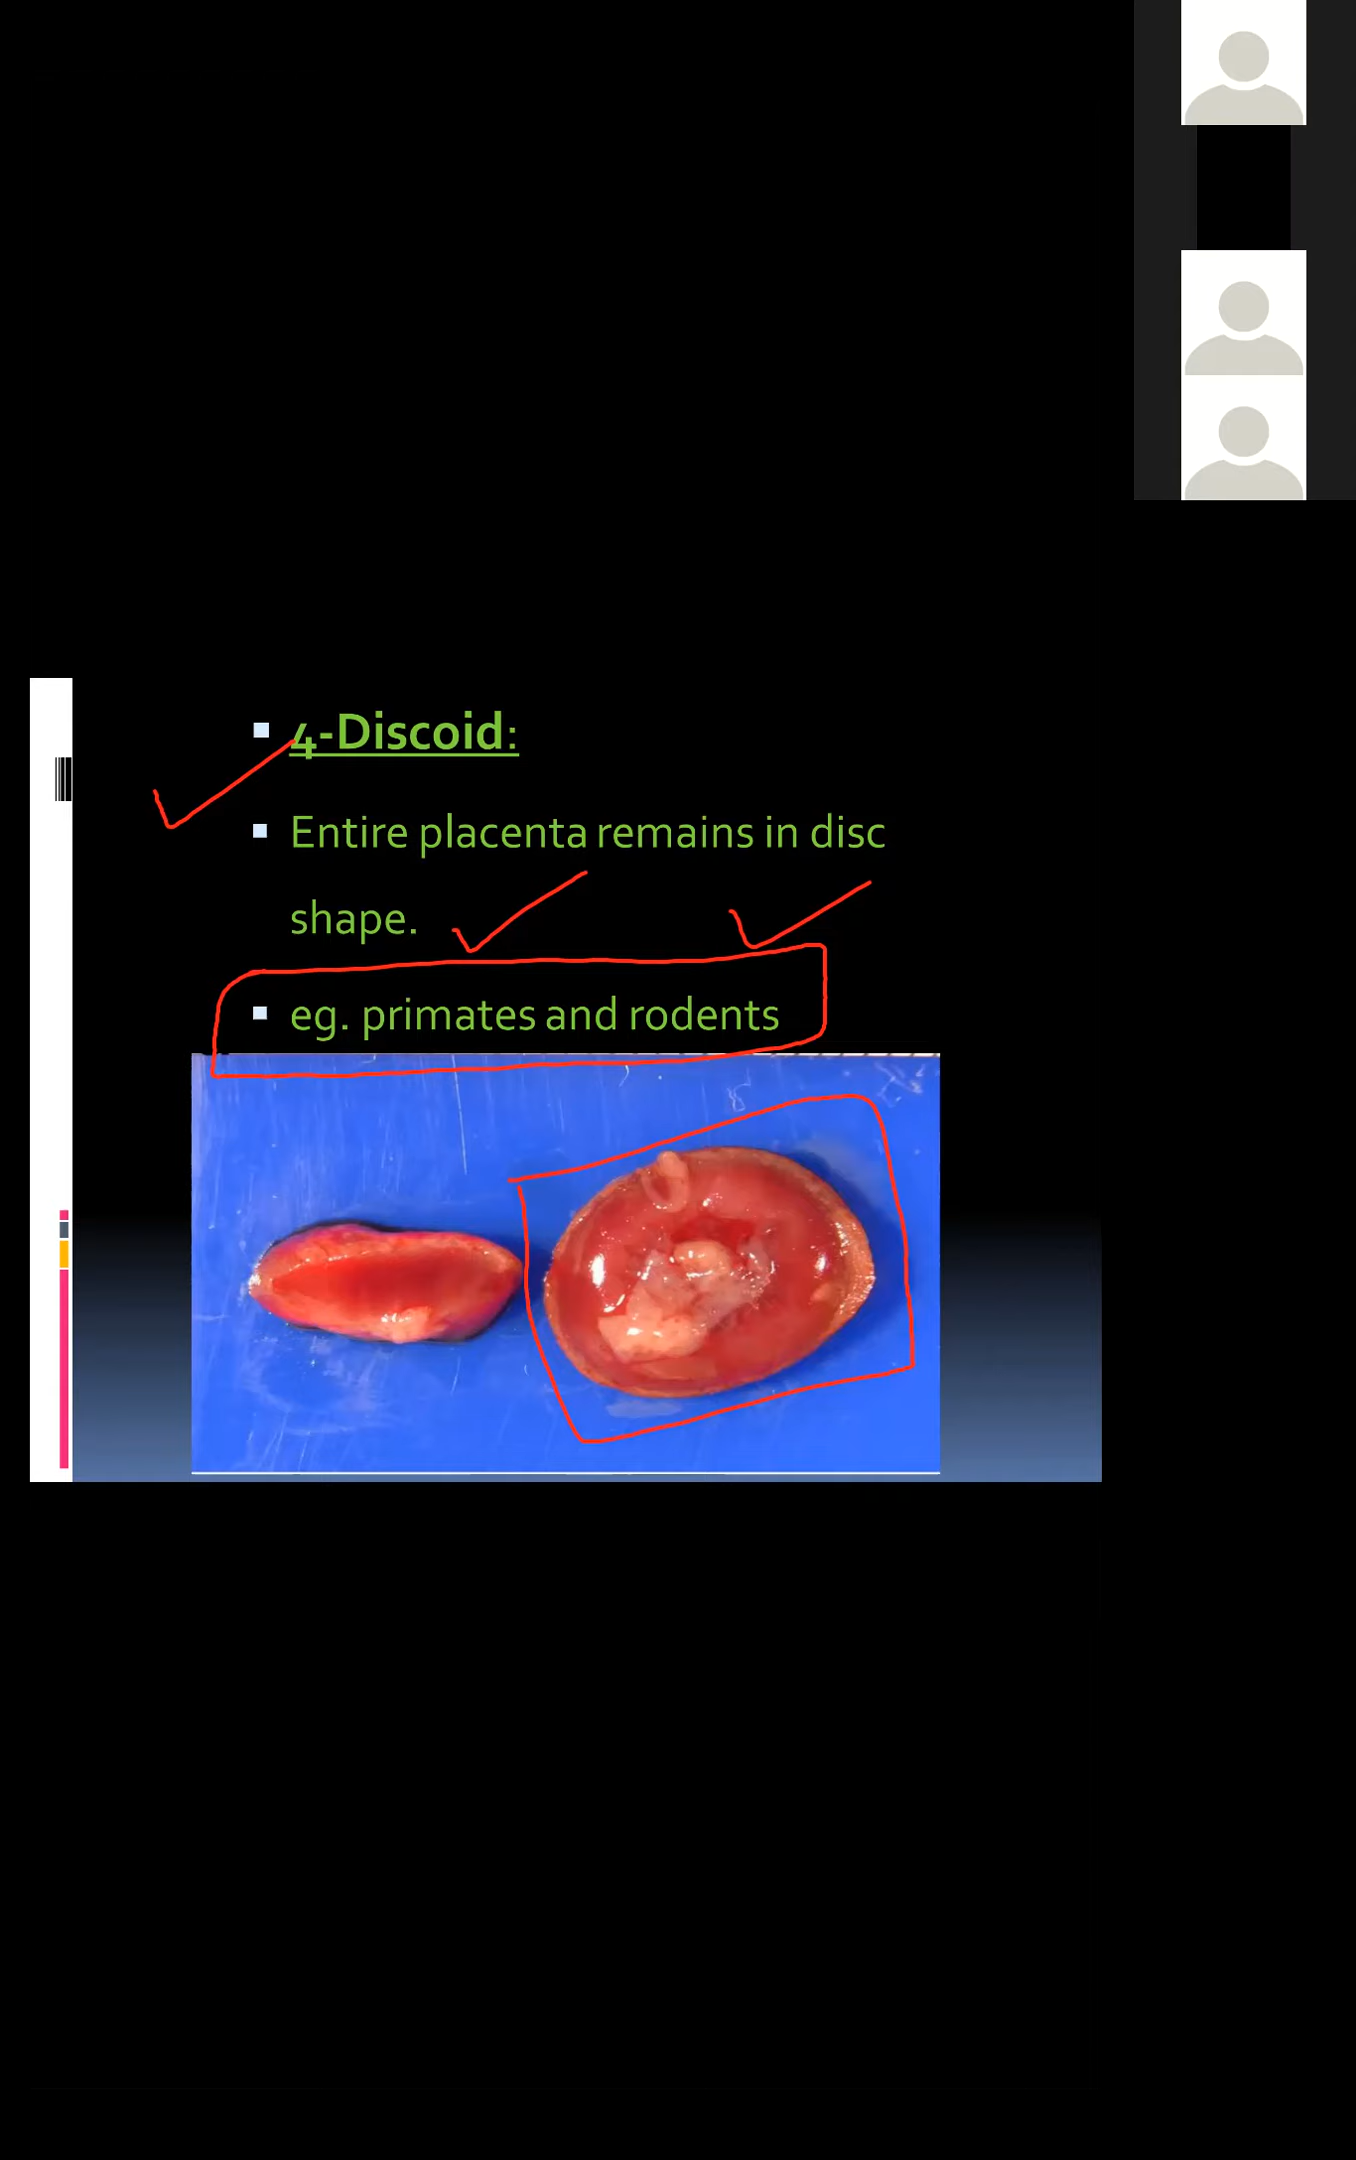 4-Discoid:
Entire placenta remains in disc
shape.
eg. primates and rodents